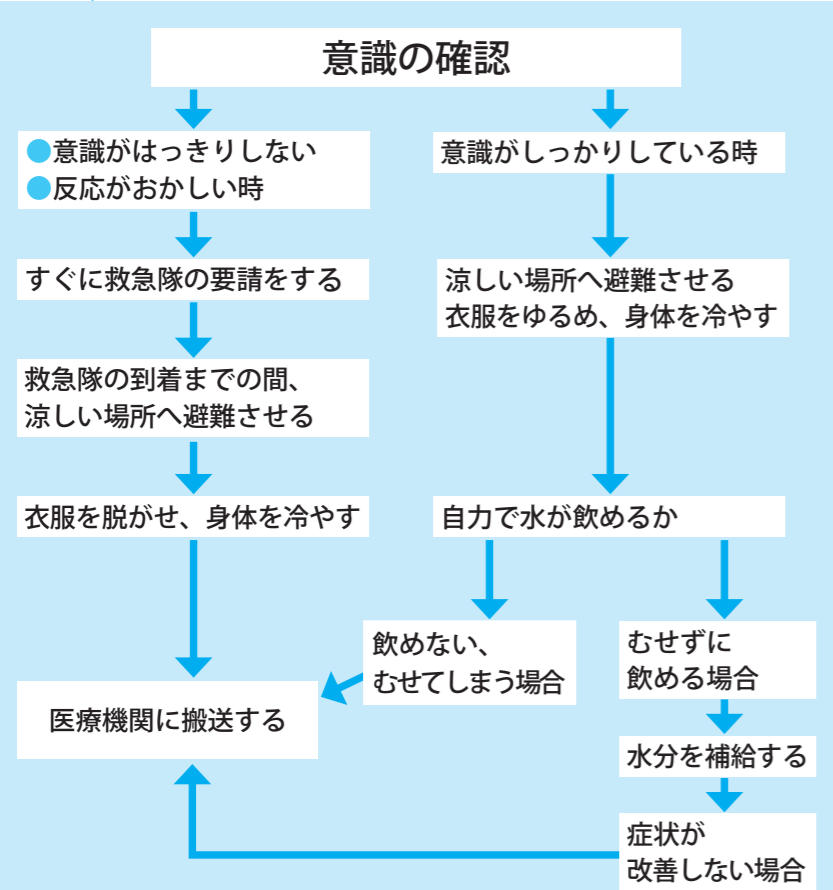 意識の確認
●意識がはっきりしない
●反応がおかしい時
すぐに救急隊の要請をする
救急隊の到着までの間、
涼しい場所へ避難させる
衣服を脱がせ、身体を冷やす
意識がしっかりしている時
涼しい場所へ避難させる
衣服をゆるめ、身体を冷やす
自力で水が飲めるか
飲めない、
むせてしまう場合
むせずに
飲める場合
水分を補給する
症状が
改善しない場合
医療機関に搬送する